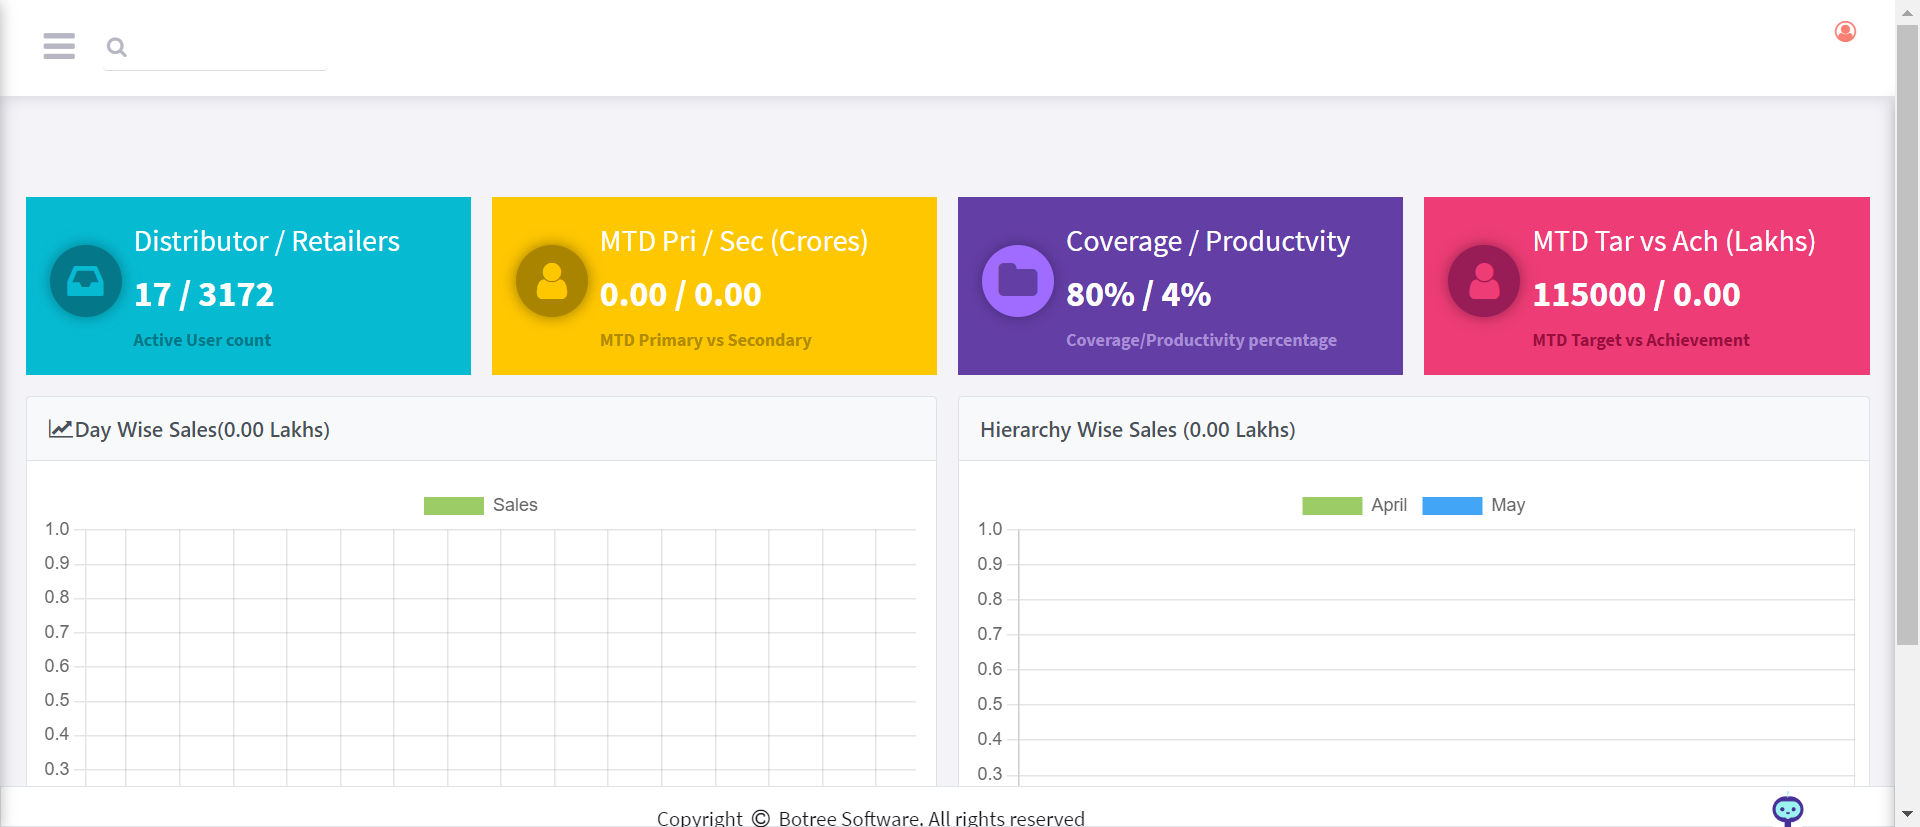 Distributor / Retailers
17 / 3172
Active User count
MTD Pri / Sec (Crores)
0.00 / 0.00
MTD Primary vs Secondary
Coverage / Productvity
80% / 4%
Coverage/Productivity percentage
MTD Tar vs Ach (Lakhs)
115000 / 0.00
MTD Target vs Achievement
Day Wise Sales(0.00 Lakhs)
Sales
1.0
0.9
0.8
0.7
0.6
0.5
0.4
0.3
Hierarchy Wise Sales (0.00 Lakhs)
April May
1.0
0.9
0.8
0.7
0.6
0.5
0.4
0.3
Copyright © Botree Software. All rights reserved